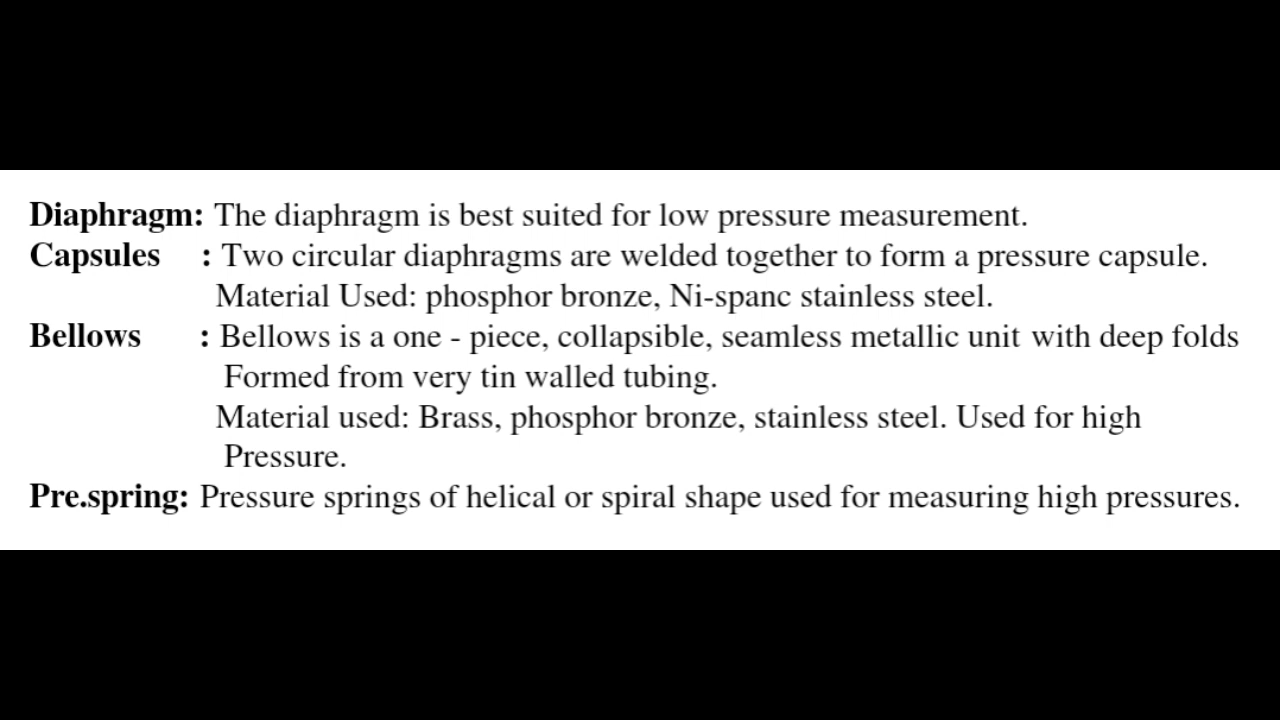 Diaphragm: The diaphragm is best suited for low pressure measurement.
Capsules : Two circular diaphragms are welded together to form a pressure capsule.
Material Used: phosphor bronze, Ni-spanc stainless steel.
Bellows : Bellows is a one - piece, collapsible, seamless metallic unit with deep folds
Formed from very tin walled tubing.
Material used: Brass, phosphor bronze, stainless steel. Used for high
Pressure.
Pre.spring: Pressure springs of helical or spiral shape used for measuring high pressures.